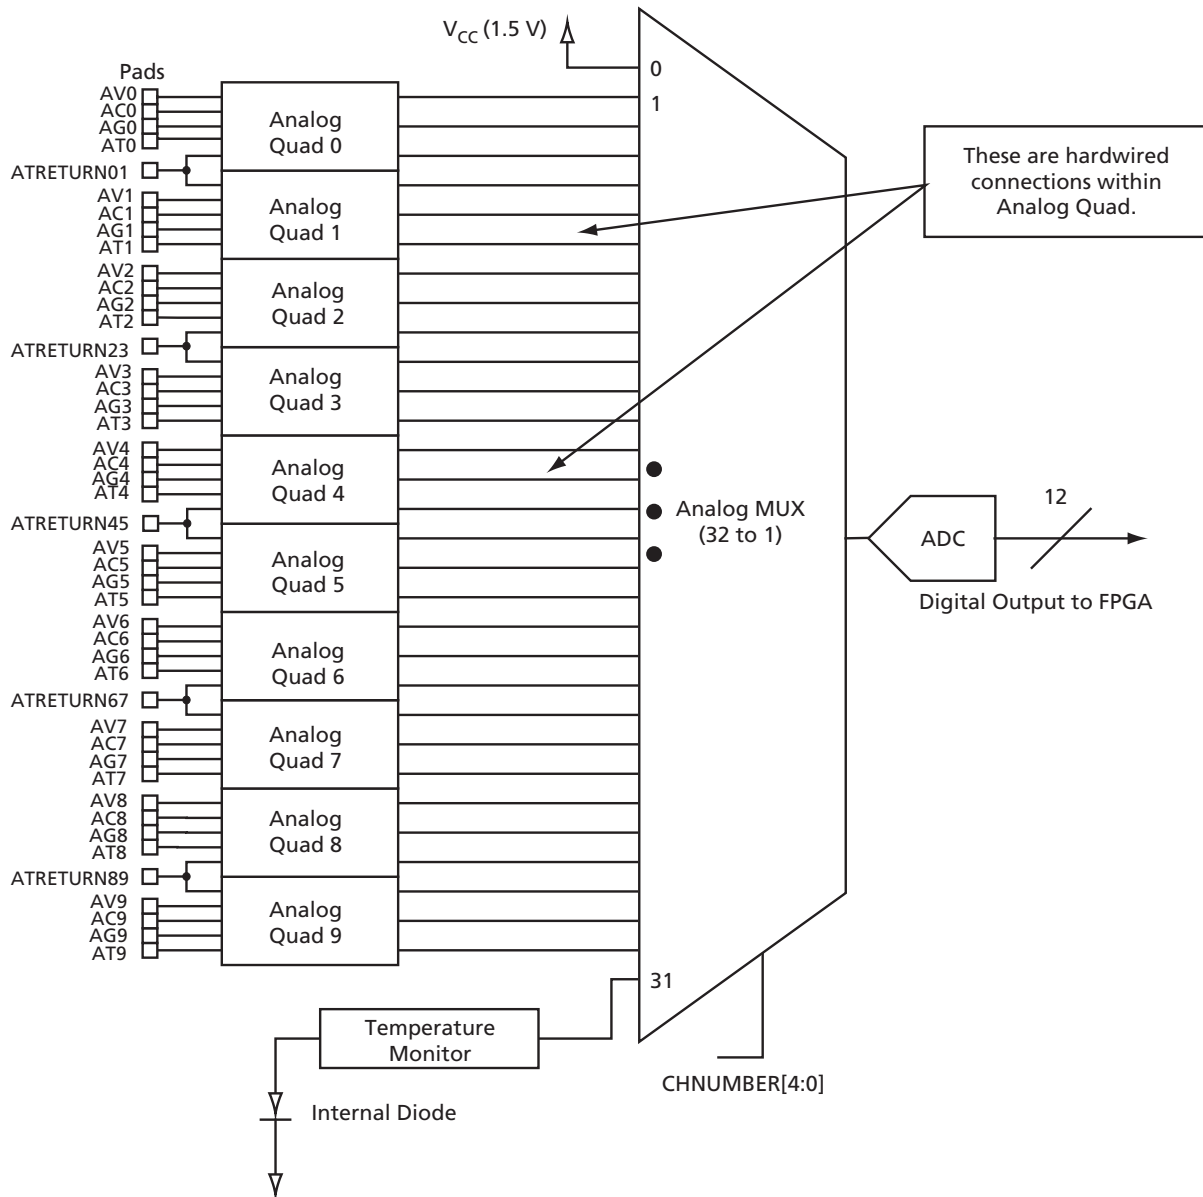 V_CC (1.5 V)
0
1
Pads
AV0
AC0
AG0
AT0
ATRETURN01
AV1
AC1
AG1
AT1
AV2
AC2
AG2
AT2
ATRETURN23
AV3
AC3
AG3
AT3
AV4
AC4
AG4
AT4
ATRETURN45
AV5
AC5
AG5
AT5
AV6
AC6
AG6
AT6
ATRETURN67
AV7
AC7
AG7
AT7
AV8
AC8
AG8
AT8
ATRETURN89
AV9
AC9
AG9
AT9
Analog
Quad 0
Analog
Quad 1
Analog
Quad 2
Analog
Quad 3
Analog
Quad 4
Analog
Quad 5
Analog
Quad 6
Analog
Quad 7
Analog
Quad 8
Analog
Quad 9
These are hardwired
connections within
Analog Quad.
Analog MUX
(32 to 1)
ADC
12
Digital Output to FPGA
31
Temperature
Monitor
CHNUMBER[4:0]
Internal Diode